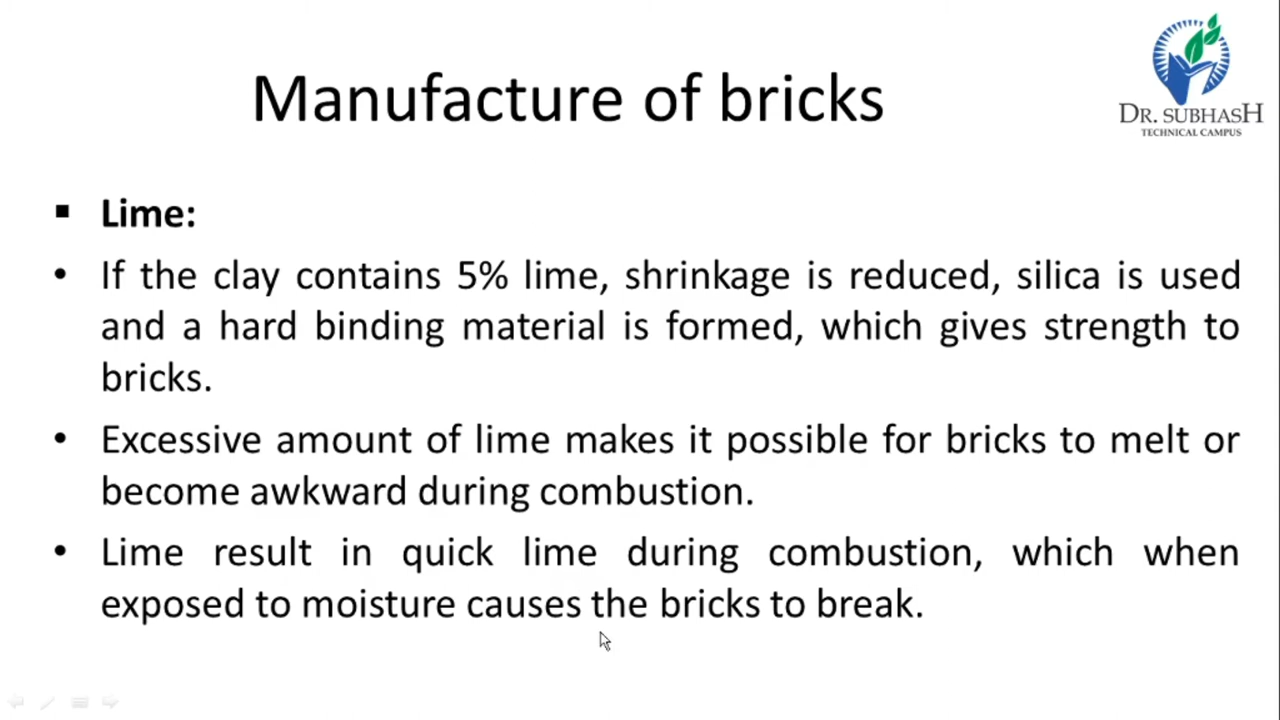 Manufacture of bricks
DR. SUBHASH
TECHNICAL CAMPUS
▪ Lime:
• If the clay contains 5% lime, shrinkage is reduced, silica is used
and a hard binding material is formed, which gives strength to
bricks.
• Excessive amount of lime makes it possible for bricks to melt or
become awkward during combustion.
• Lime result in quick lime during combustion, which when
exposed to moisture causes the bricks to break.